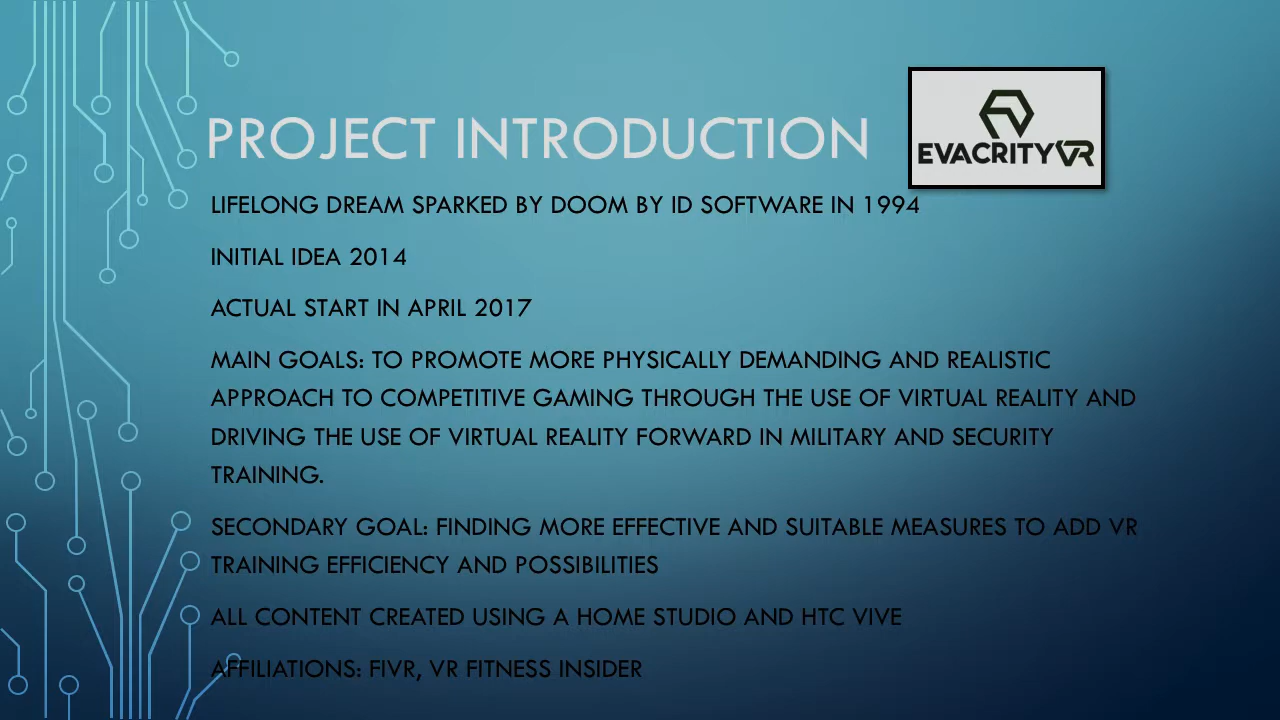 PROJECT INTRODUCTION
EVACRITYVR
LIFELONG DREAM SPARKED BY DOOM BY ID SOFTWARE IN 1994
INITIAL IDEA 2014
ACTUAL START IN APRIL 2017
MAIN GOALS: TO PROMOTE MORE PHYSICALLY DEMANDING AND REALISTIC
APPROACH TO COMPETITIVE GAMING THROUGH THE USE OF VIRTUAL REALITY AND
DRIVING THE USE OF VIRTUAL REALITY FORWARD IN MILITARY AND SECURITY
TRAINING.
SECONDARY GOAL: FINDING MORE EFFECTIVE AND SUITABLE MEASURES TO ADD VR
TRAINING EFFICIENCY AND POSSIBILITIES
ALL CONTENT CREATED USING A HOME STUDIO AND HTC VIVE
AFFILIATIONS: FIVR, VR FITNESS INSIDER